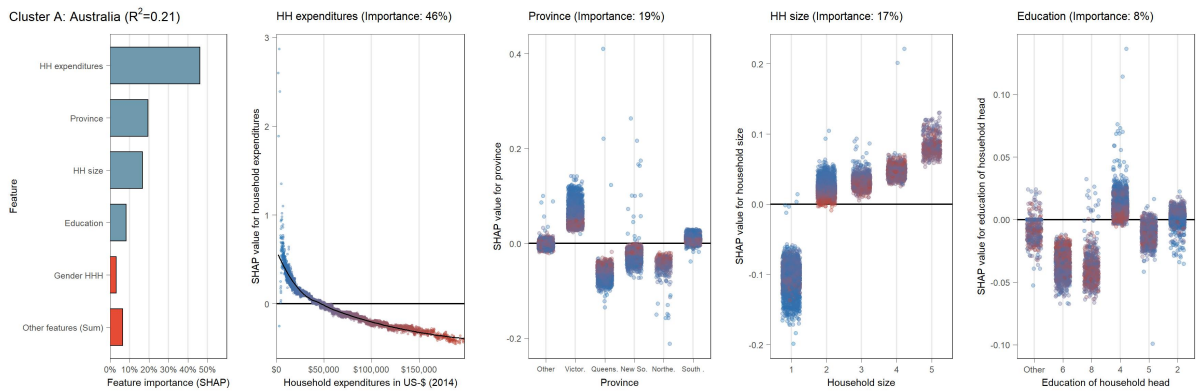 Cluster A: Australia (R²=0.21)
Feature
HH expenditures
Province
HH size
Education
Gender HHH
Other features (Sum)
0% 10% 20% 30% 40% 50%
Feature importance (SHAP)
HH expenditures (Importance: 46%)
SHAP value for household expenditures
3
2
1
0
$0 $50,000 $100,000 $150,000
Household expenditures in US-$ (2014)
Province (Importance: 19%)
SHAP value for province
0.4
0.2
0.0
-0.2
Other Victor. Queens. New So. Northe. South .
Province
HH size (Importance: 17%)
SHAP value for household size
0.2
0.1
0.0
-0.1
-0.2
1 2 3 4 5
Household size
Education (Importance: 8%)
SHAP value for education of household head
0.10
0.05
0.00
-0.05
-0.10
Other 6 8 4 5 2
Education of household head